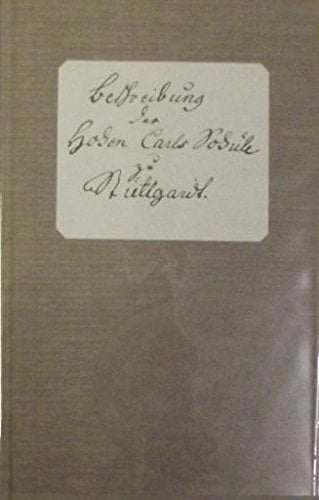 Beschreibung
der
Hohen Carls Schule
zu
Stuttgardt.